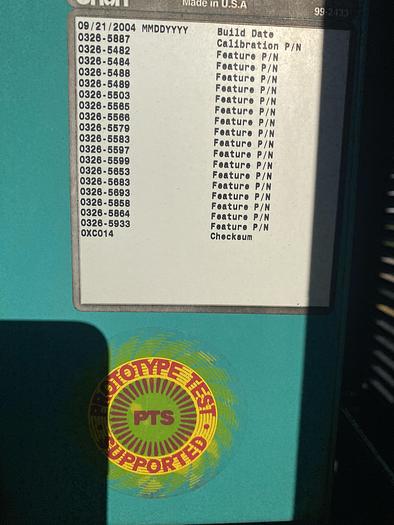 Made in U.S.A
99-2433
09/21/2004 MMDDYYYY Build Date
0326-5887 Calibration P/N
0326-5482 Feature P/N
0326-5484 Feature P/N
0326-5488 Feature P/N
0326-5489 Feature P/N
0326-5503 Feature P/N
0326-5565 Feature P/N
0326-5566 Feature P/N
0326-5579 Feature P/N
0326-5583 Feature P/N
0326-5597 Feature P/N
0326-5599 Feature P/N
0326-5653 Feature P/N
0326-5683 Feature P/N
0326-5693 Feature P/N
0326-5858 Feature P/N
0326-5864 Feature P/N
0326-5933 Feature P/N
0XC014 Checksum
PROTOTYPE TEST
PTS
SUPPORTED